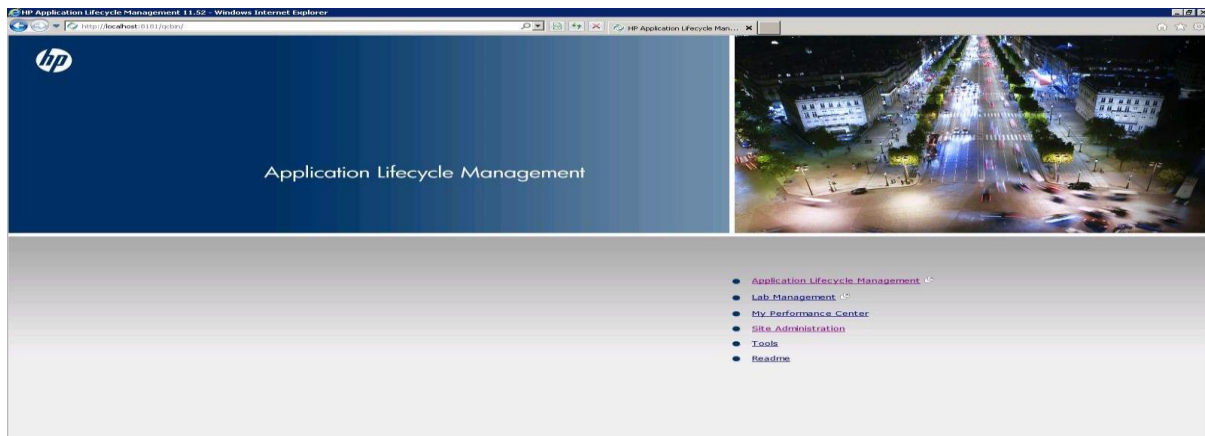 HP Application Lifecycle Management 11.52 - Windows Internet Explorer
http://localhost:8181/qcbin/
HP Application Lifecycle Man...
hp
Application Lifecycle Management
Application Lifecycle Management
Lab Management
My Performance Center
Site Administration
Tools
Readme